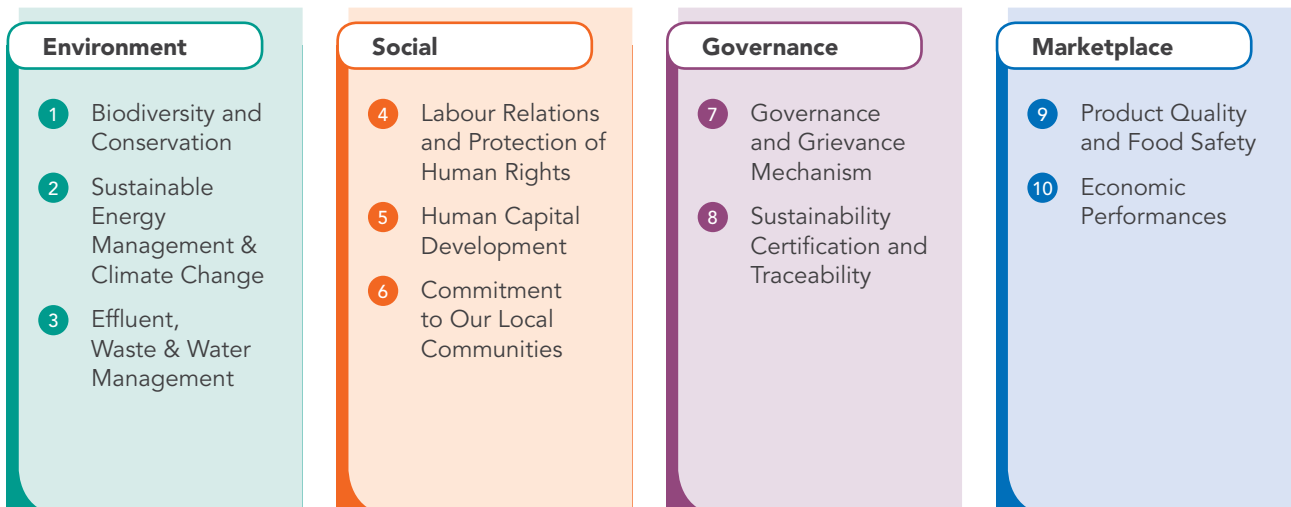 Environment
1 Biodiversity and
Conservation
2 Sustainable
Energy
Management &
Climate Change
3 Effluent,
Waste & Water
Management
Social
4 Labour Relations
and Protection of
Human Rights
5 Human Capital
Development
6 Commitment
to Our Local
Communities
Governance
7 Governance
and Grievance
Mechanism
8 Sustainability
Certification and
Traceability
Marketplace
9 Product Quality
and Food Safety
10 Economic
Performances